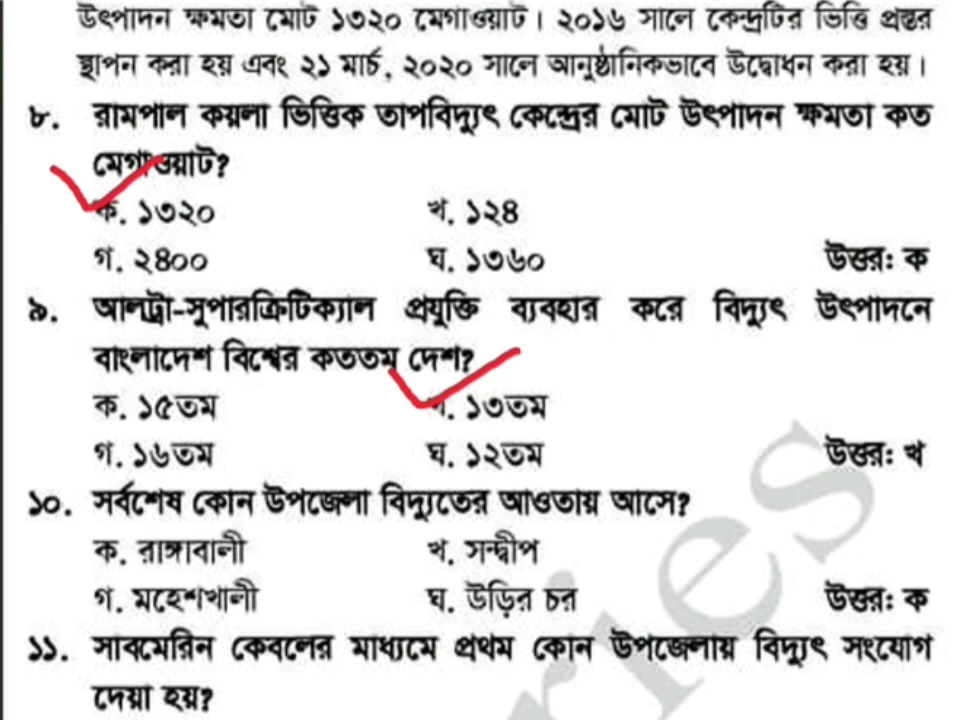 উৎপাদন ক্ষমতা মোট ১৩২০ মেগাওয়াট। ২০১৬ সালে কেন্দ্রটির ভিত্তি প্রস্তর
স্থাপন করা হয় এবং ২১ মার্চ, ২০২০ সালে আনুষ্ঠানিকভাবে উদ্বোধন করা হয়।
৮. রামপাল কয়লা ভিত্তিক তাপবিদ্যুৎ কেন্দ্রের মোট উৎপাদন ক্ষমতা কত
মেগাওয়াট?
ক. ১৩২০ খ. ১২৪
গ. ২৪০০ ঘ. ১৩৬০ উত্তর: ক
৯. আলট্রা-সুপারক্রিটিক্যাল প্রযুক্তি ব্যবহার করে বিদ্যুৎ উৎপাদনে
বাংলাদেশ বিশ্বের কততম দেশ?
ক. ১৫তম খ. ১৩তম
গ. ১৬তম ঘ. ১২তম উত্তর: খ
১০. সর্বশেষ কোন উপজেলা বিদ্যুতের আওতায় আসে?
ক. রাঙ্গাবালী খ. সন্দ্বীপ
গ. মহেশখালী ঘ. উড়ির চর উত্তর: ক
১১. সাবমেরিন কেবলের মাধ্যমে প্রথম কোন উপজেলায় বিদ্যুৎ সংযোগ
দেয়া হয়?